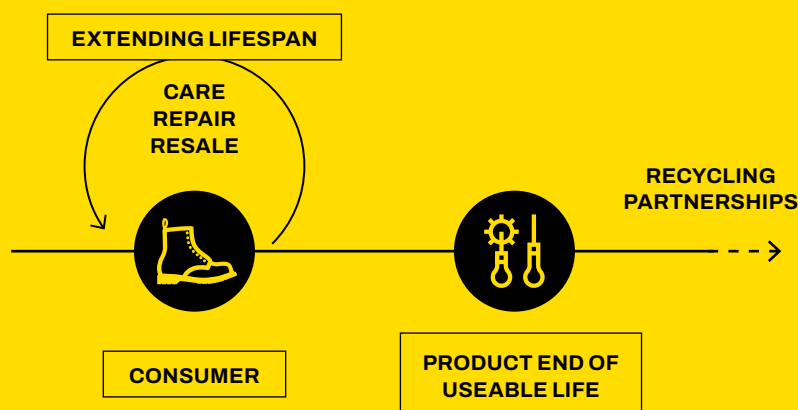 EXTENDING LIFESPAN
CARE
REPAIR
RESALE
RECYCLING
PARTNERSHIPS
CONSUMER
PRODUCT END OF
USEABLE LIFE